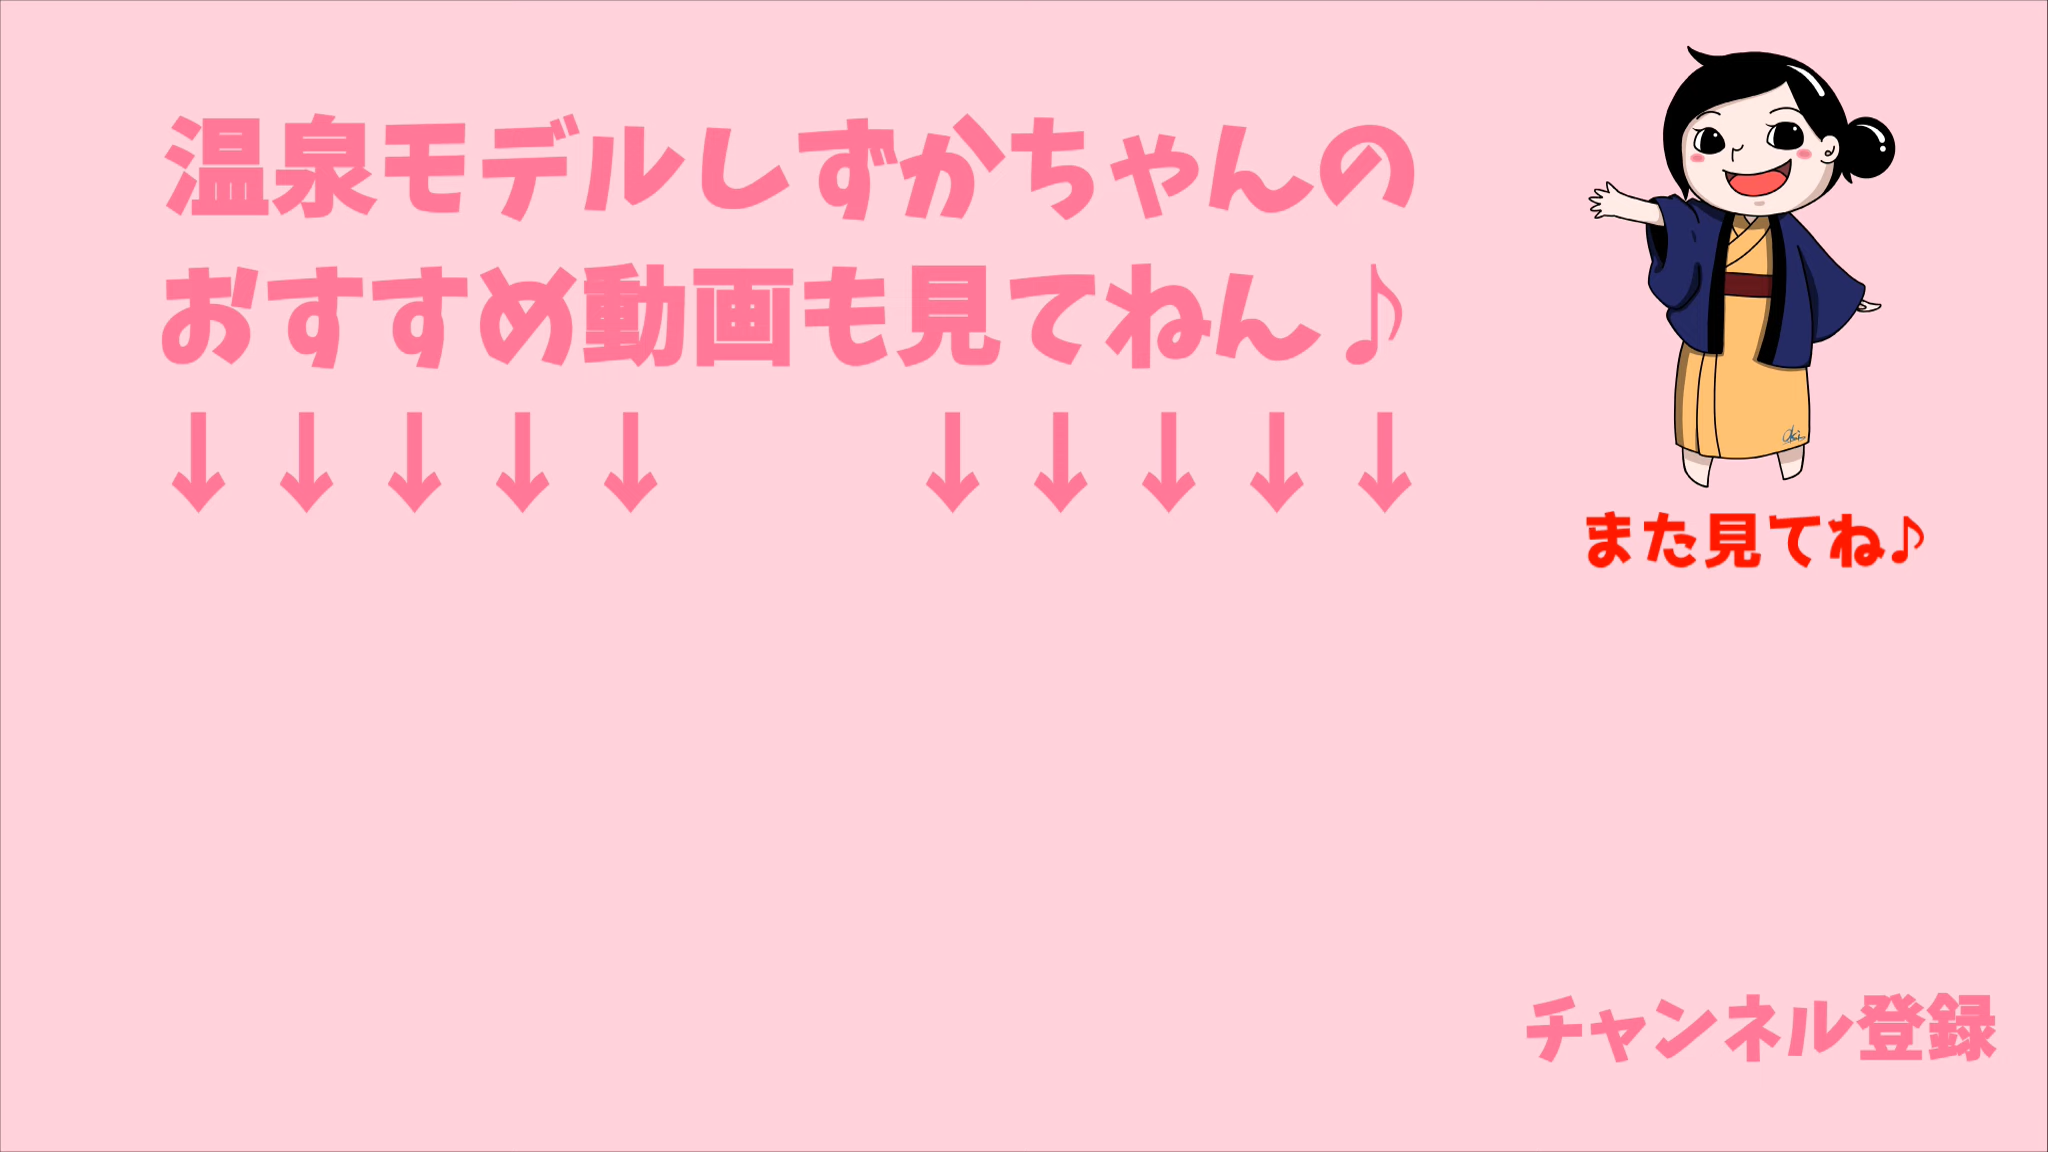 温泉モデルしずかちゃんの
おすすめ動画も見てねん♪
↓↓↓↓↓　　↓↓↓↓↓
また見てね♪
チャンネル登録